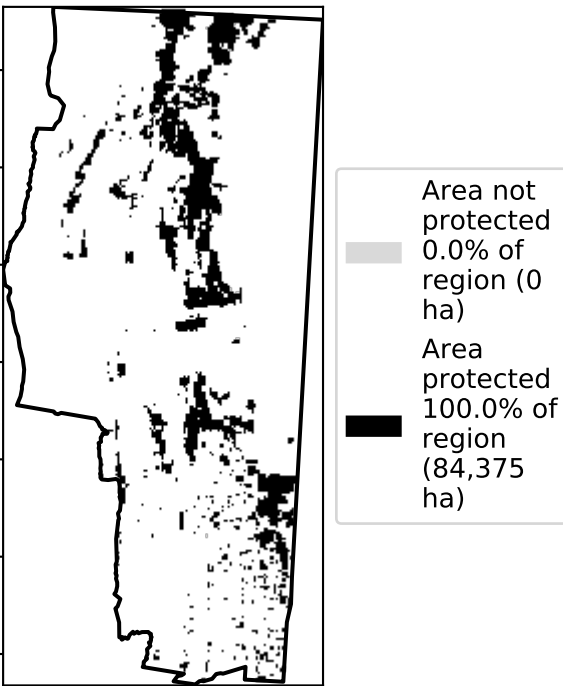 Area not
protected
0.0% of
region (0
ha)
Area
protected
100.0% of
region
(84,375
ha)